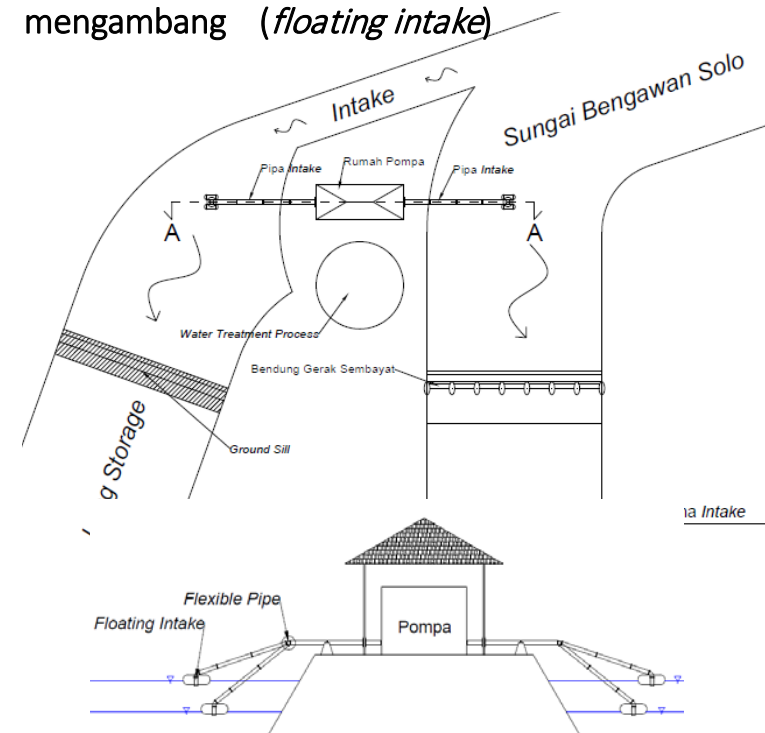 mengambang (floating intake)
Intake
Sungai Bengawan Solo
Pipa Intake
Rumah Pompa
Pipa Intake
A
A
Water Treatment Process
Bendung Gerak Sembayat
Ground Sill
g Storage
na Intake
Flexible Pipe
Floating Intake
Pompa